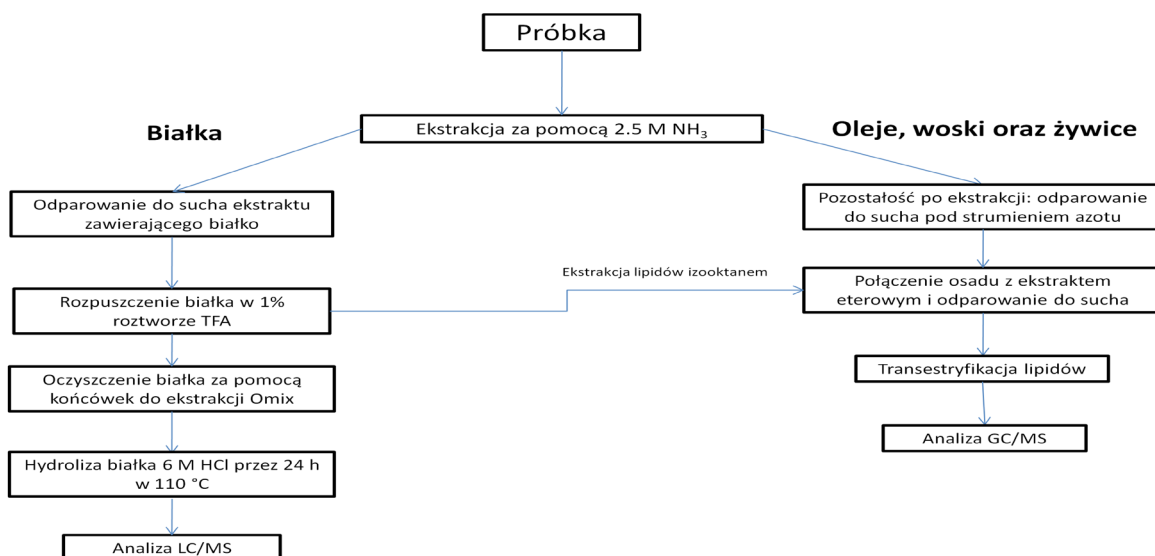 Próbka
Ekstrakcja za pomocą 2.5 M NH₃
Białka
Odparowanie do sucha ekstraktu
zawierającego białko
Rozpuszczenie białka w 1%
roztworze TFA
Oczyszczenie białka za pomocą
końcówek do ekstrakcji Omix
Hydroliza białka 6 M HCl przez 24 h
w 110 °C
Analiza LC/MS
Ekstrakcja lipidów izooktanem
Oleje, woski oraz żywice
Pozostałość po ekstrakcji: odparowanie
do sucha pod strumieniem azotu
Połączenie osadu z ekstraktem
eterowym i odparowanie do sucha
Transestryfikacja lipidów
Analiza GC/MS